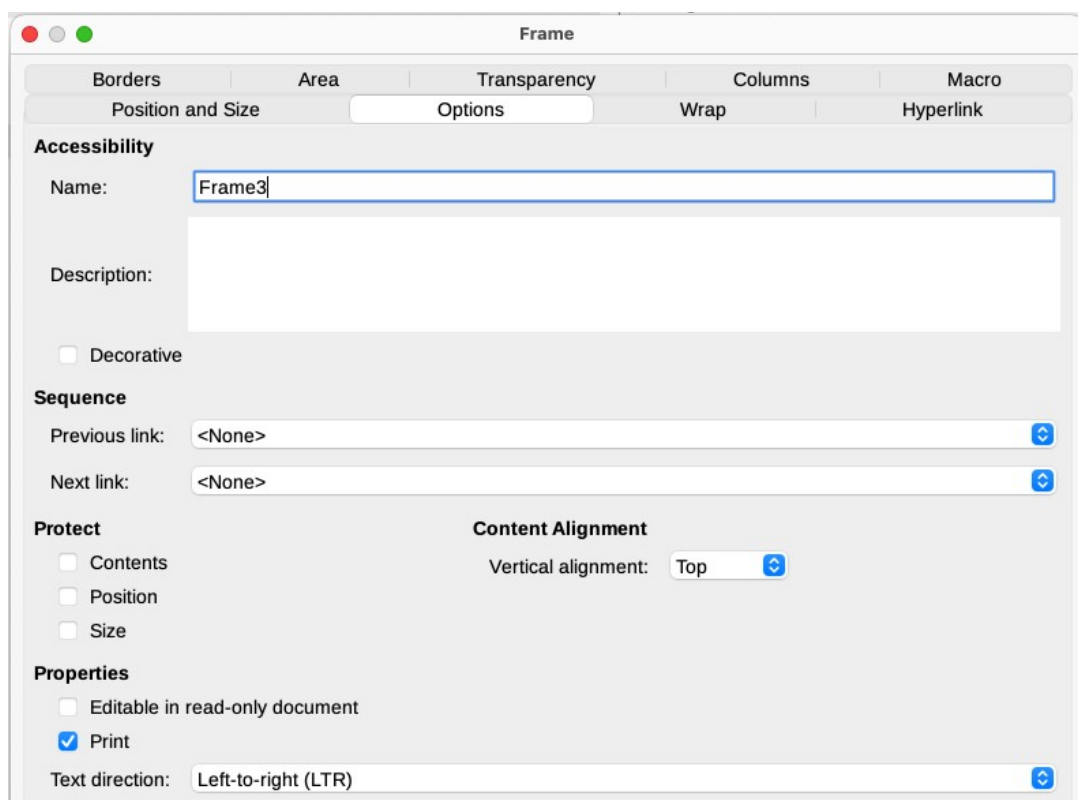 Frame
Borders Area Transparency Columns Macro
Position and Size Options Wrap Hyperlink
Accessibility
Name: Frame3
Description:
Decorative
Sequence
Previous link: <None>
Next link: <None>
Protect Content Alignment
Contents Vertical alignment: Top
Position
Size
Properties
Editable in read-only document
Print
Text direction: Left-to-right (LTR)